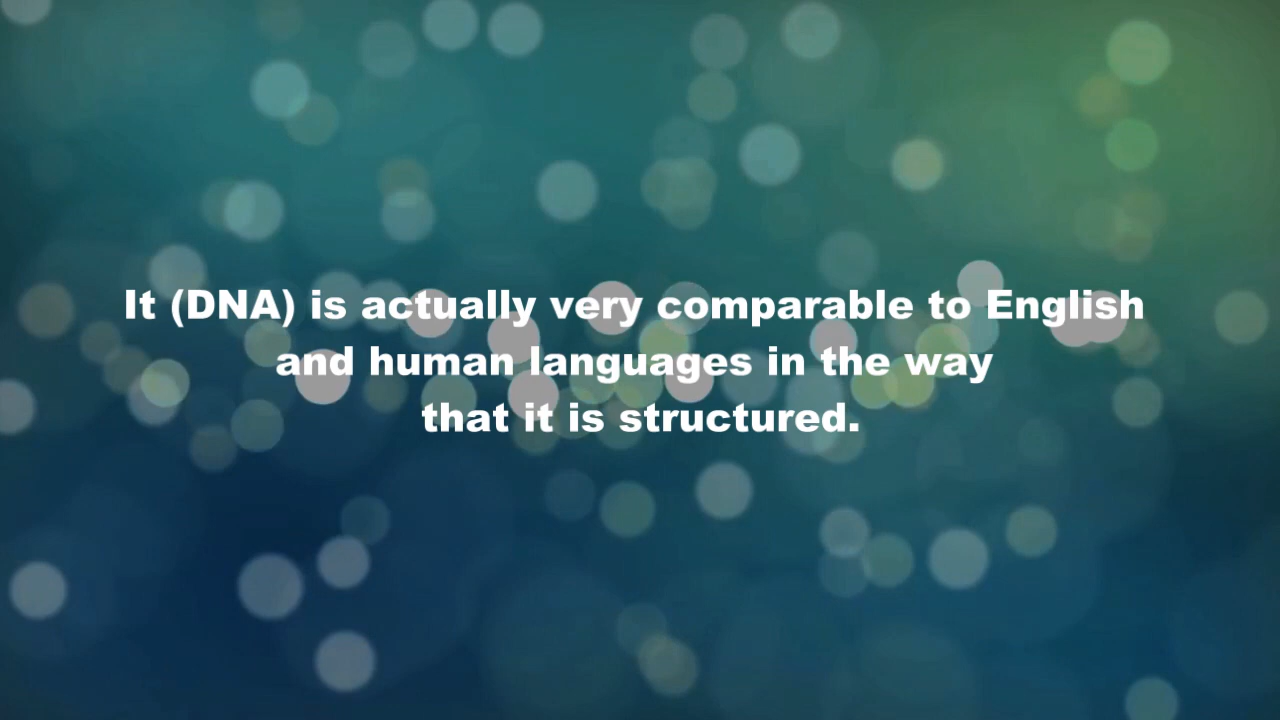 It (DNA) is actually very comparable to English
and human languages in the way
that it is structured.